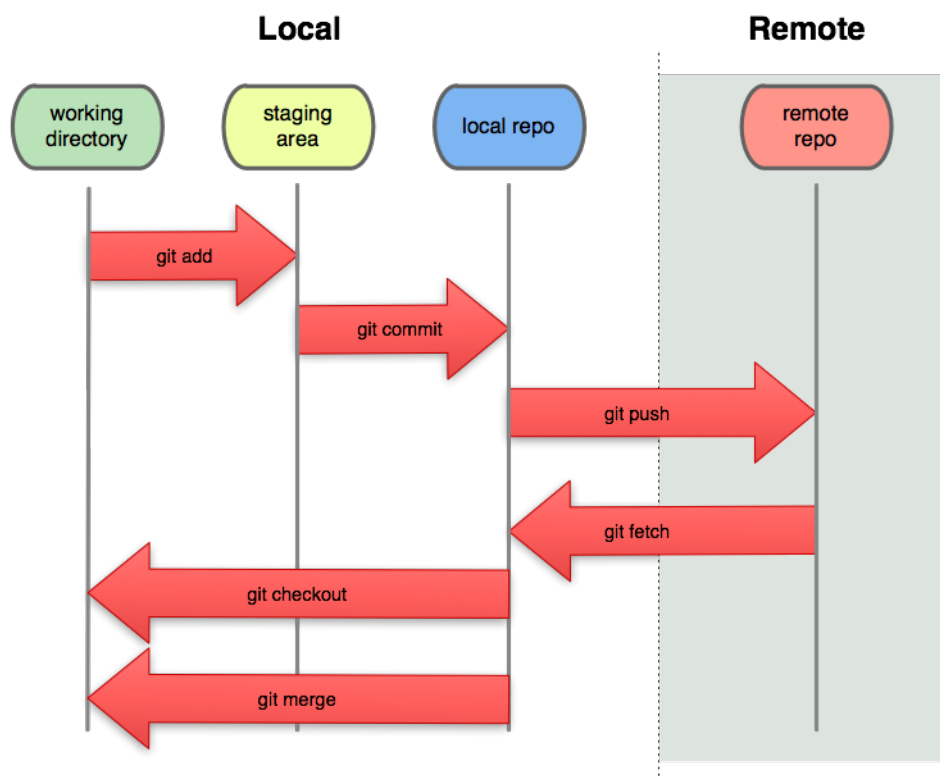 Local
Remote
working
directory
staging
area
local repo
remote
repo
git add
git commit
git push
git fetch
git checkout
git merge